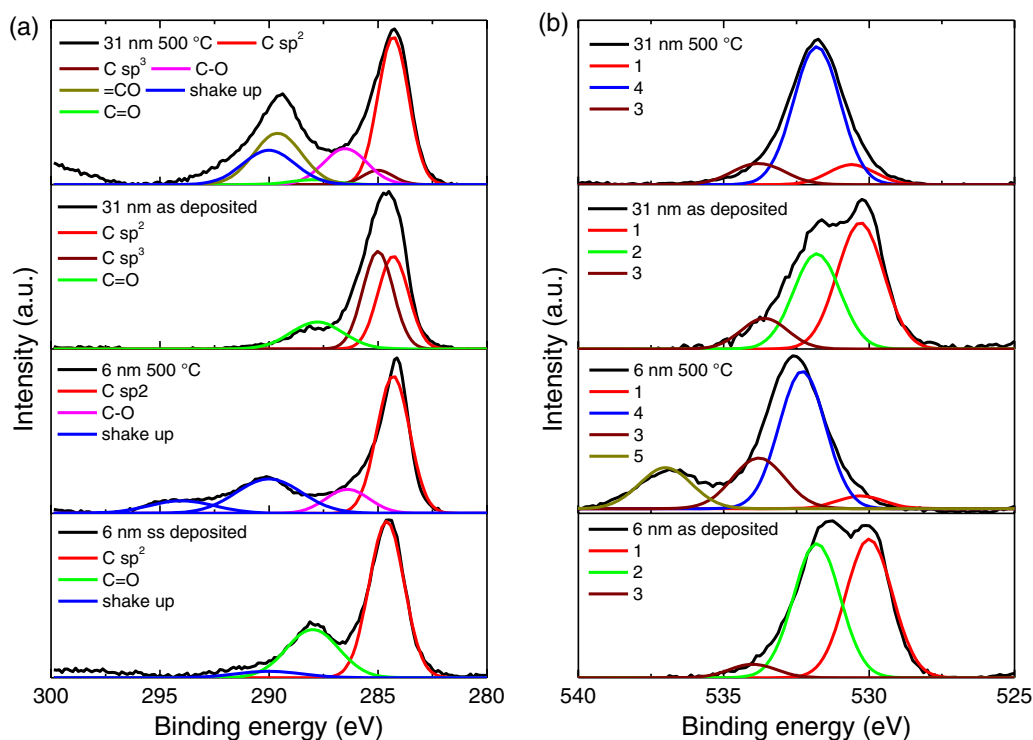 (a)
31 nm 500 °C C sp²
C sp³ C-O
=CO shake up
C=O
31 nm as deposited
C sp²
C sp³
C=O
6 nm 500 °C
C sp2
C-O
shake up
6 nm ss deposited
C sp²
C=O
shake up
Intensity (a.u.)
300 295 290 285 280
Binding energy (eV)
(b)
31 nm 500 °C
1
4
3
31 nm as deposited
1
2
3
6 nm 500 °C
1
4
3
5
6 nm as deposited
1
2
3
Intensity (a.u.)
540 535 530 525
Binding energy (eV)